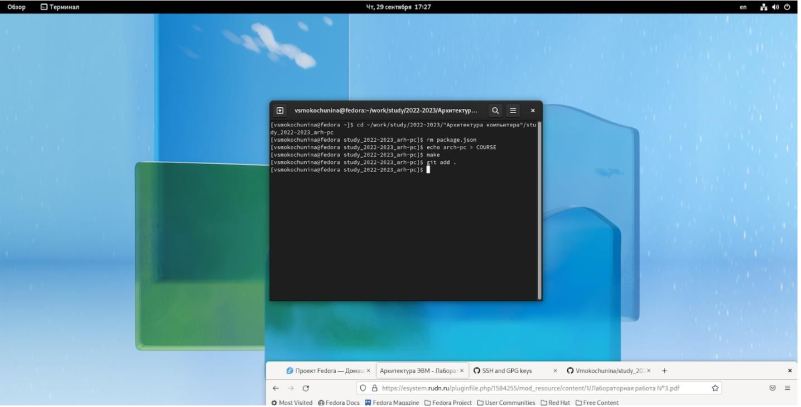 Обзор
Терминал
Чт, 29 сентября 17:27
en
vsmokochunina@fedora:~/work/study/2022-2023/Архитектур...
[vsmokochunina@fedora ~]$ cd ~/work/study/2022-2023/"Архитектура компьютера"/stu
dy_2022-2023_arh-pc
[vsmokochunina@fedora study_2022-2023_arh-pc]$ rm package.json
[vsmokochunina@fedora study_2022-2023_arh-pc]$ echo arch-pc > COURSE
[vsmokochunina@fedora study_2022-2023_arh-pc]$ make
[vsmokochunina@fedora study_2022-2023_arh-pc]$ git add .
[vsmokochunina@fedora study_2022-2023_arh-pc]$
Проект Fedora — Домаш
Архитектура ЭВМ - Лабора
SSH and GPG keys
Vmokochunina/study_202
https://esystem.rudn.ru/pluginfile.php/1584255/mod_resource/content/1/Лабораторная работа №3.pdf
Most Visited Fedora Docs Fedora Magazine Fedora Project User Communities Red Hat Free Content